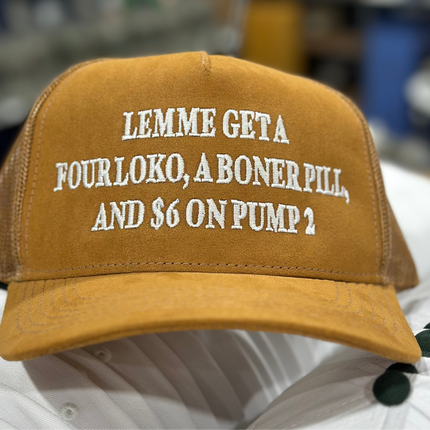 LEMME GET A
FOUR LOKO, A BONER PILL,
AND $6 ON PUMP 2